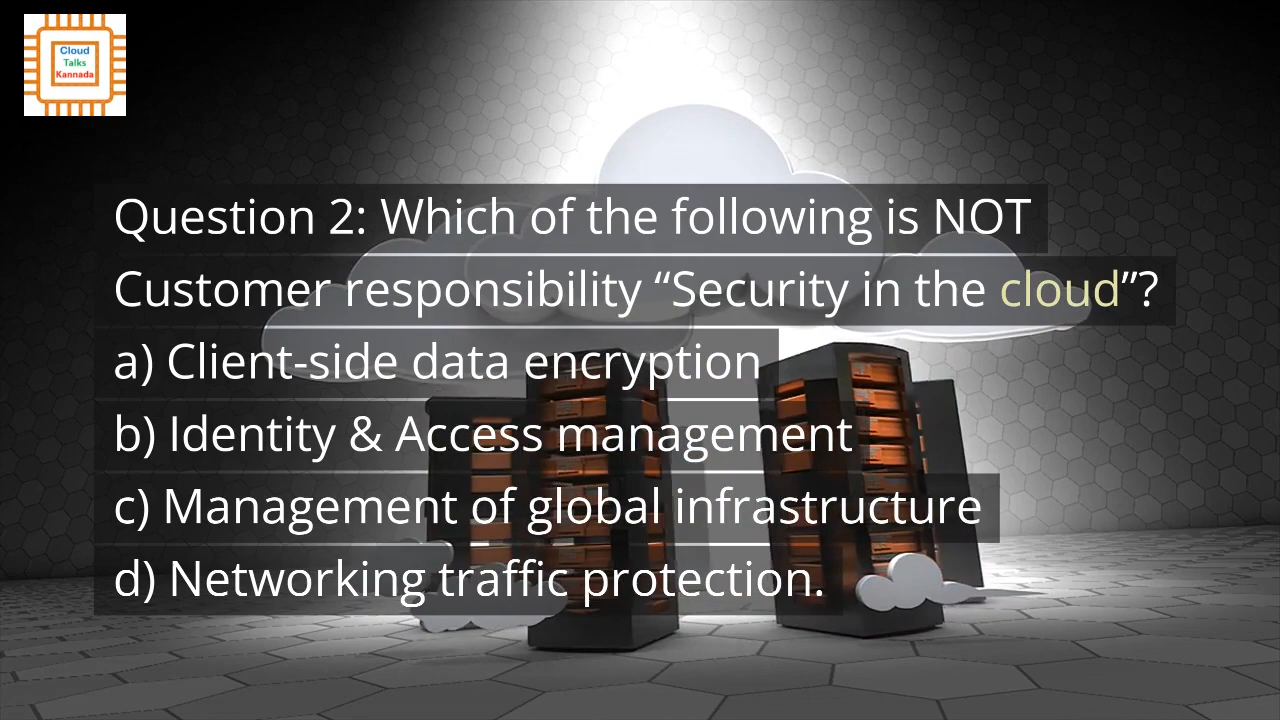 Cloud
Talks
Kannada
Question 2: Which of the following is NOT
Customer responsibility “Security in the cloud”?
a) Client-side data encryption
b) Identity & Access management
c) Management of global infrastructure
d) Networking traffic protection.